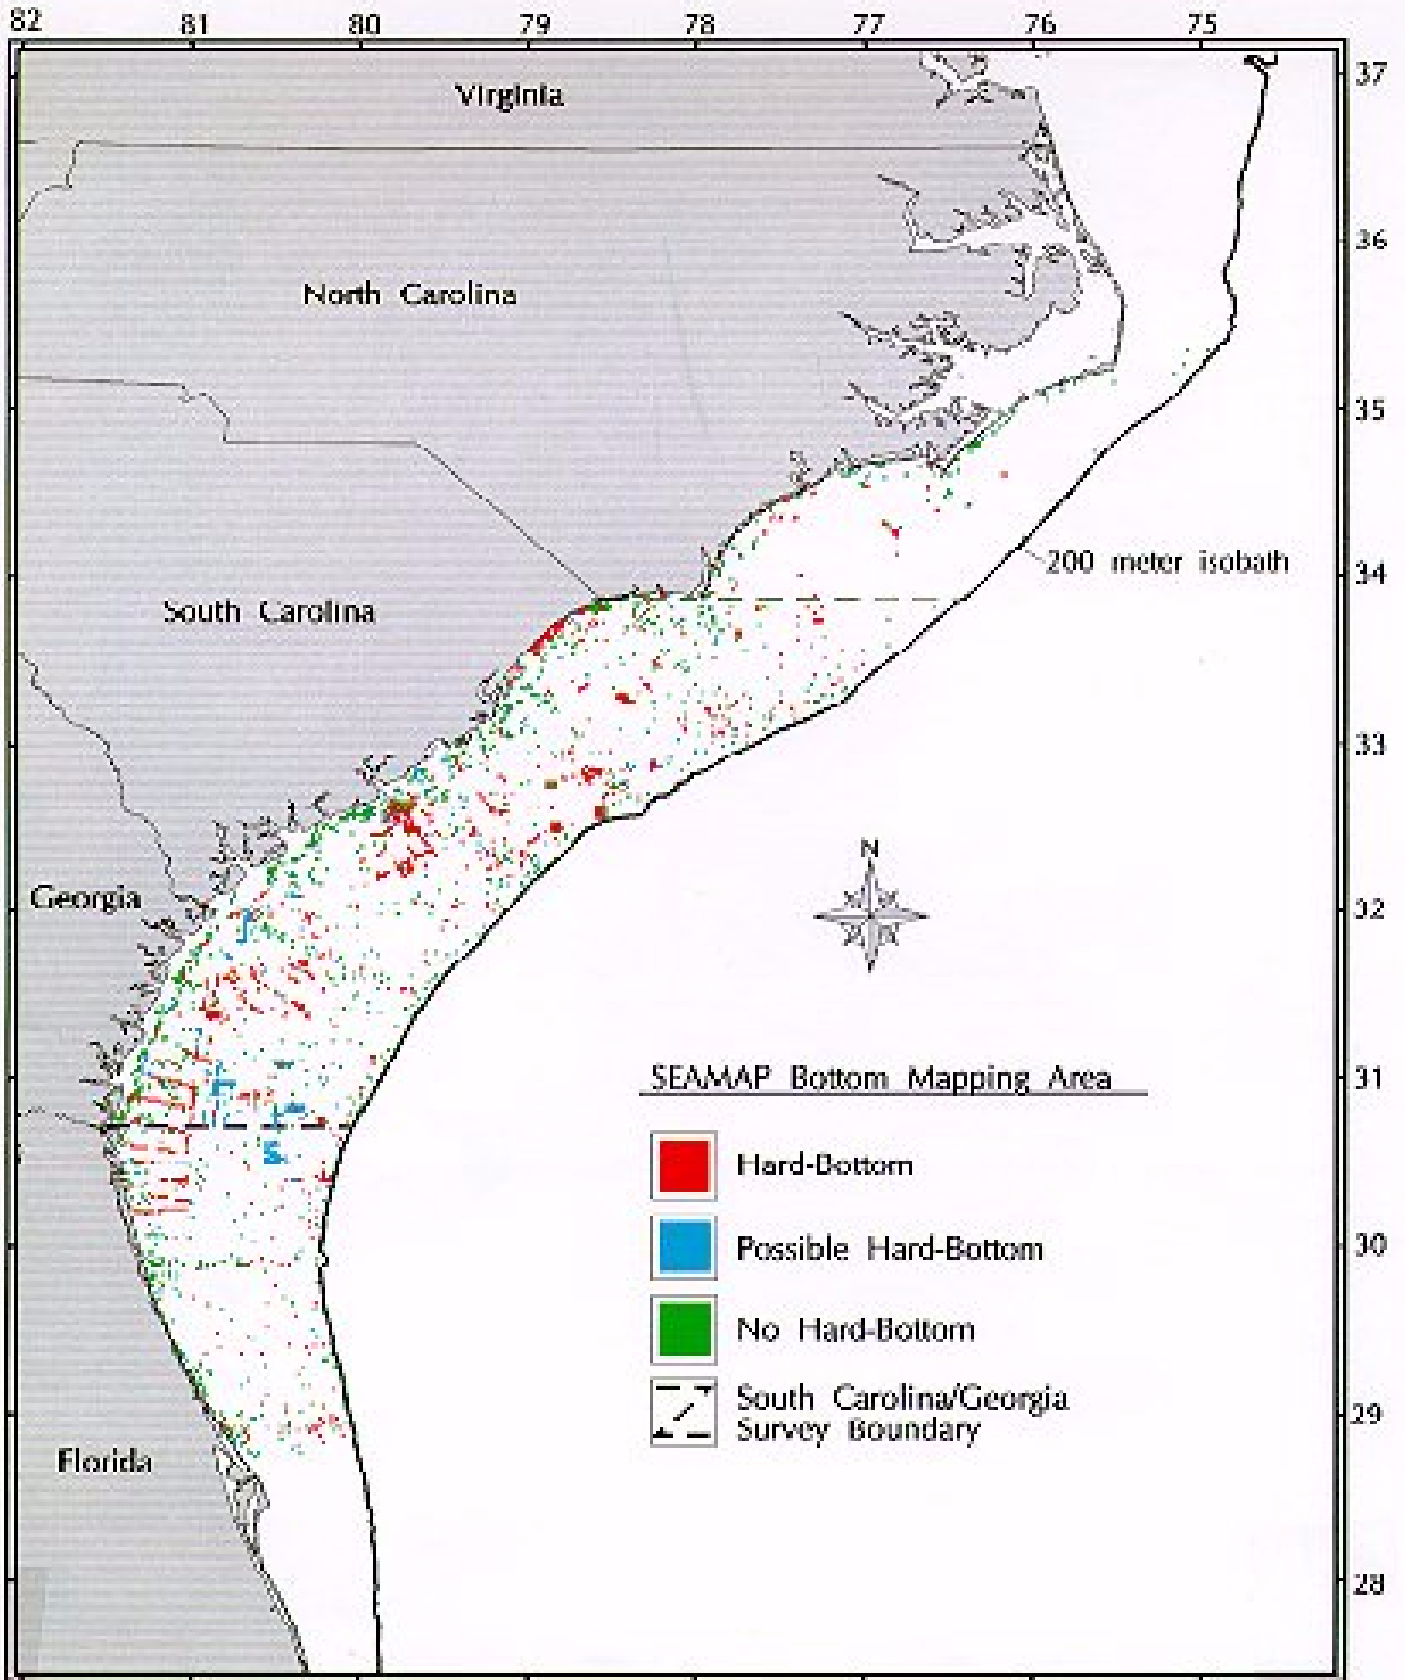 82 81 80 79 78 77 76 75
37
Virginia
36
North Carolina
35
200 meter isobath
34
South Carolina
33
N
Georgia
32
SEAMAP Bottom Mapping Area
31
Hard-Bottom
Possible Hard-Bottom
30
No Hard-Bottom
South Carolina/Georgia
Survey Boundary
29
Florida
28